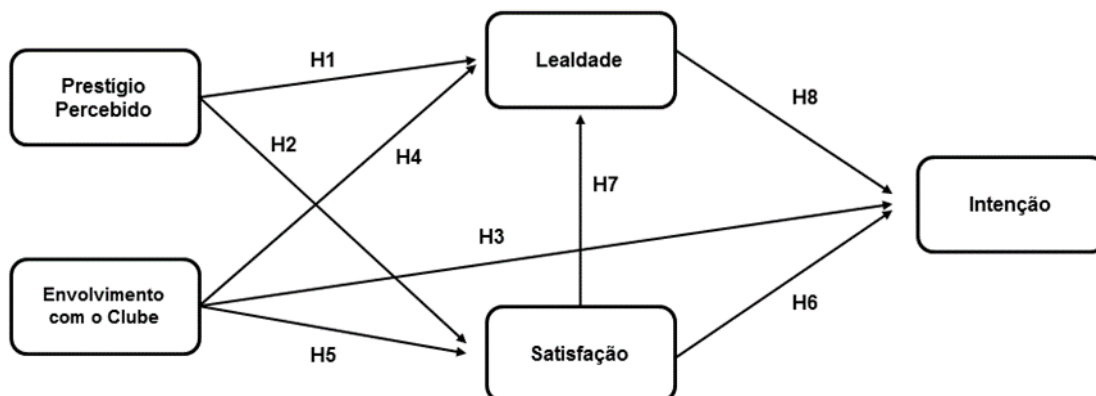 Prestígio
Percebido
H1
Lealdade
H8
H2
H4
H7
Intenção
H3
Envolvimento
com o Clube
H5
Satisfação
H6